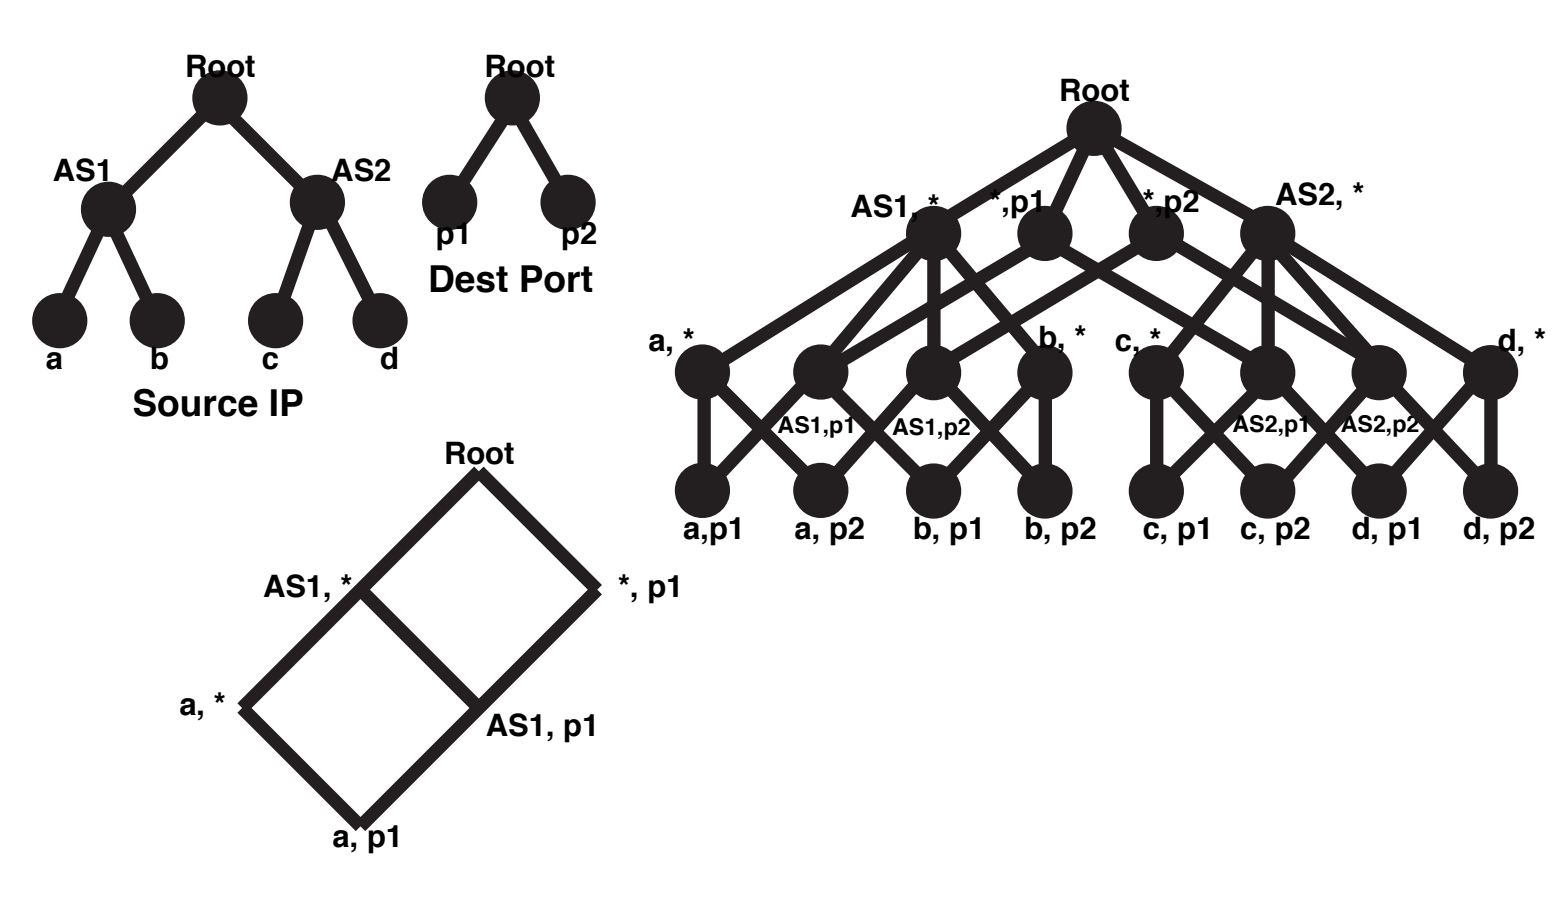 Root
AS1
AS2
a
b
c
d
Source IP
Root
p1
p2
Dest Port
Root
AS1, *
*,p1
*,p2
AS2, *
a, *
b, *
c, *
d, *
AS1,p1
AS1,p2
AS2,p1
AS2,p2
a,p1
a, p2
b, p1
b, p2
c, p1
c, p2
d, p1
d, p2
Root
AS1, *
*, p1
a, *
AS1, p1
a, p1